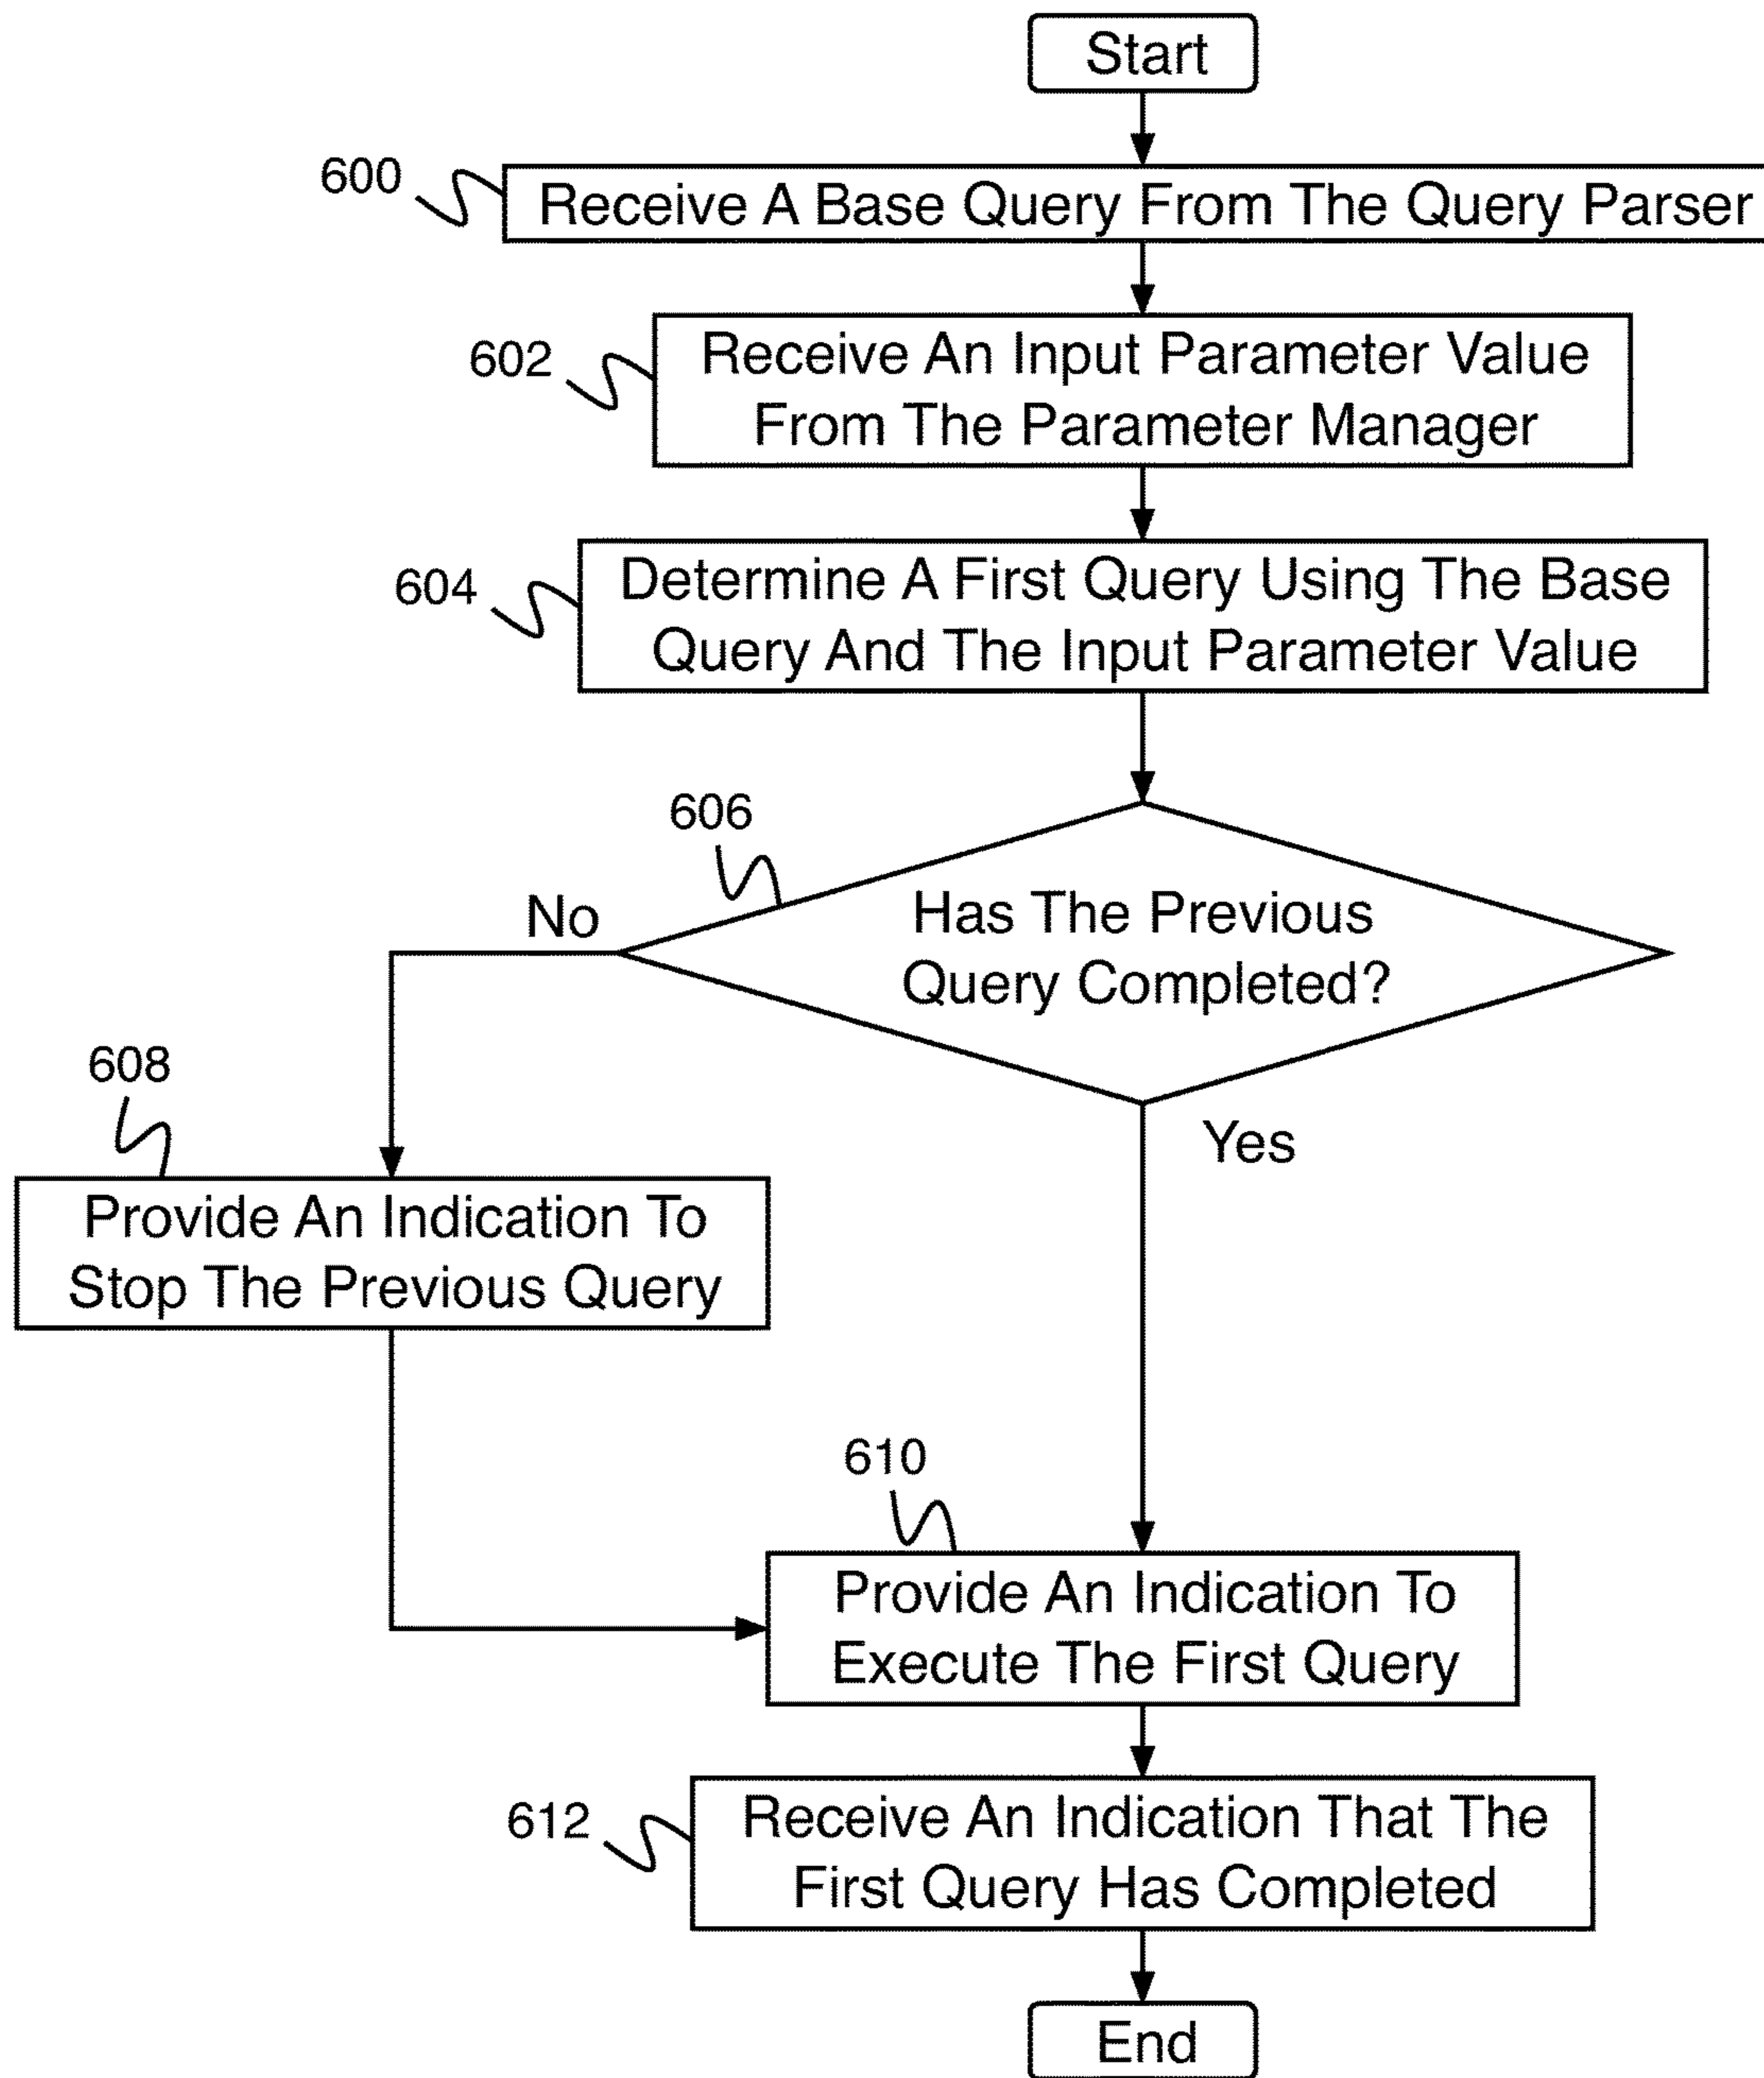 Start
600
Receive A Base Query From The Query Parser
602
Receive An Input Parameter Value
From The Parameter Manager
604
Determine A First Query Using The Base
Query And The Input Parameter Value
606
Has The Previous
Query Completed?
No
Yes
608
Provide An Indication To
Stop The Previous Query
610
Provide An Indication To
Execute The First Query
612
Receive An Indication That The
First Query Has Completed
End